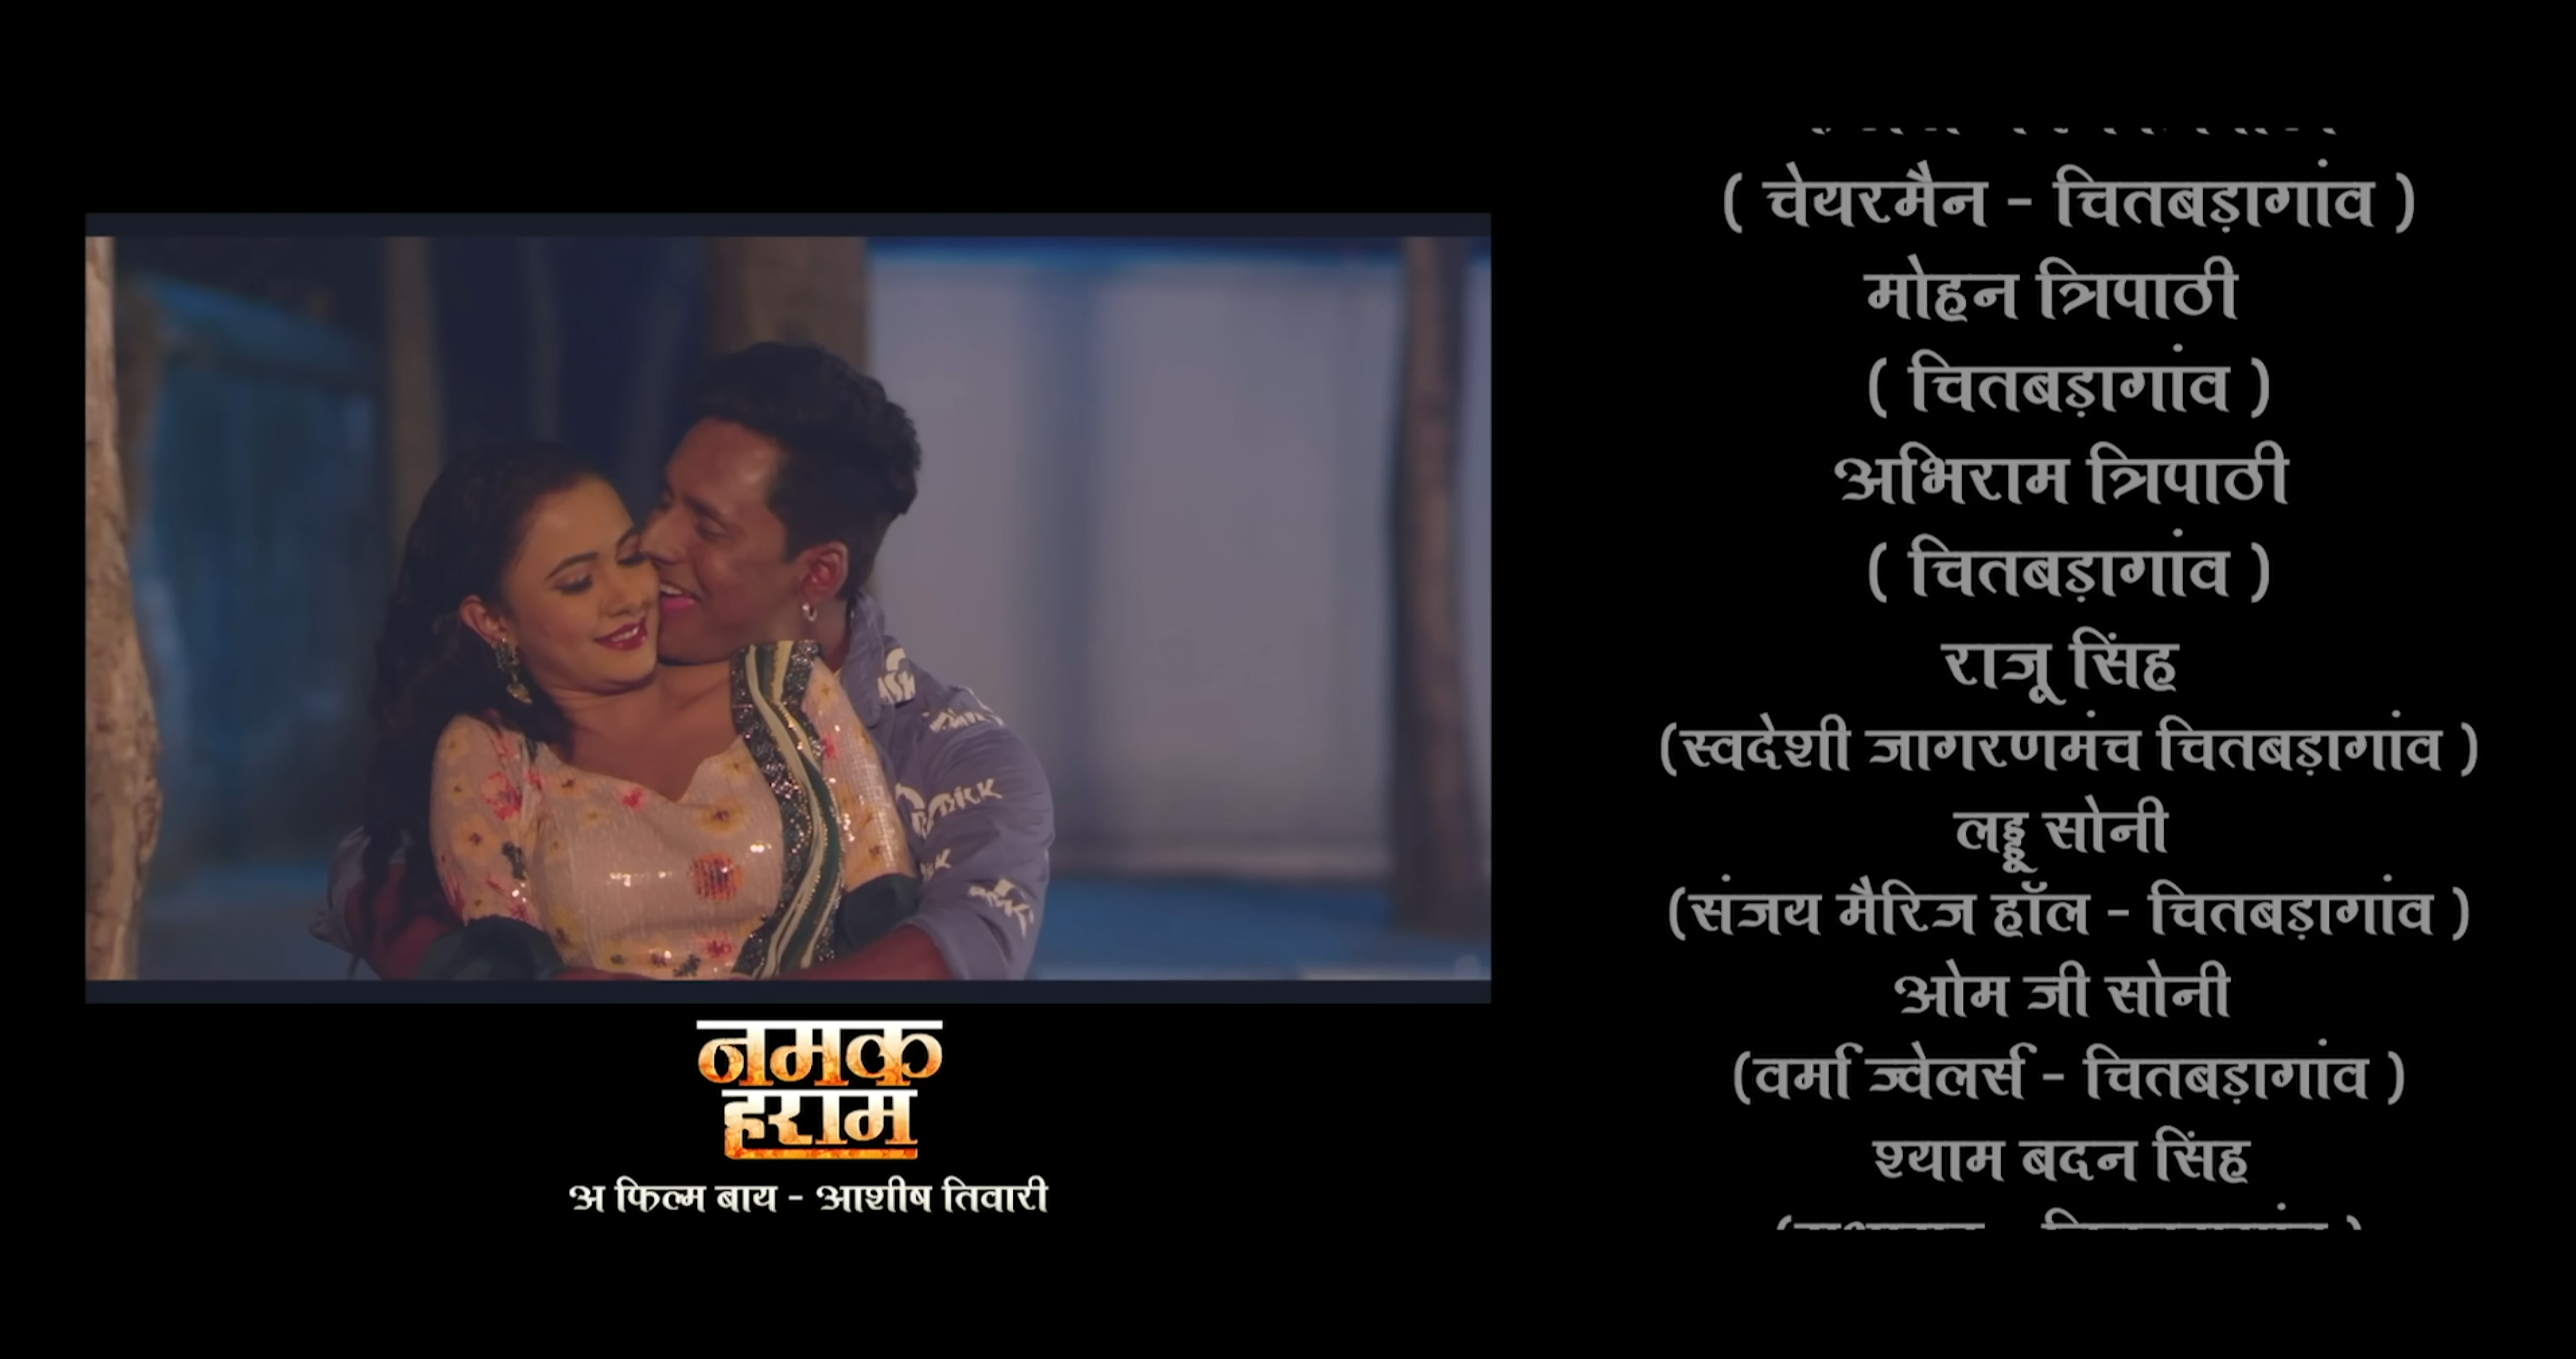 ( चेयरमैन - चितबड़ागांव )
मोहन त्रिपाठी
( चितबड़ागांव )
अभिराम त्रिपाठी
( चितबड़ागांव )
राजू सिंह
(स्वदेशी जागरणमंच चितबड़ागांव )
लड्डू सोनी
(संजय मैरिज हॉल - चितबड़ागांव )
ओम जी सोनी
(वर्मा ज्वेलर्स - चितबड़ागांव )
श्याम बदन सिंह
नमक
हराम
अ फिल्म बाय - आशीष तिवारी